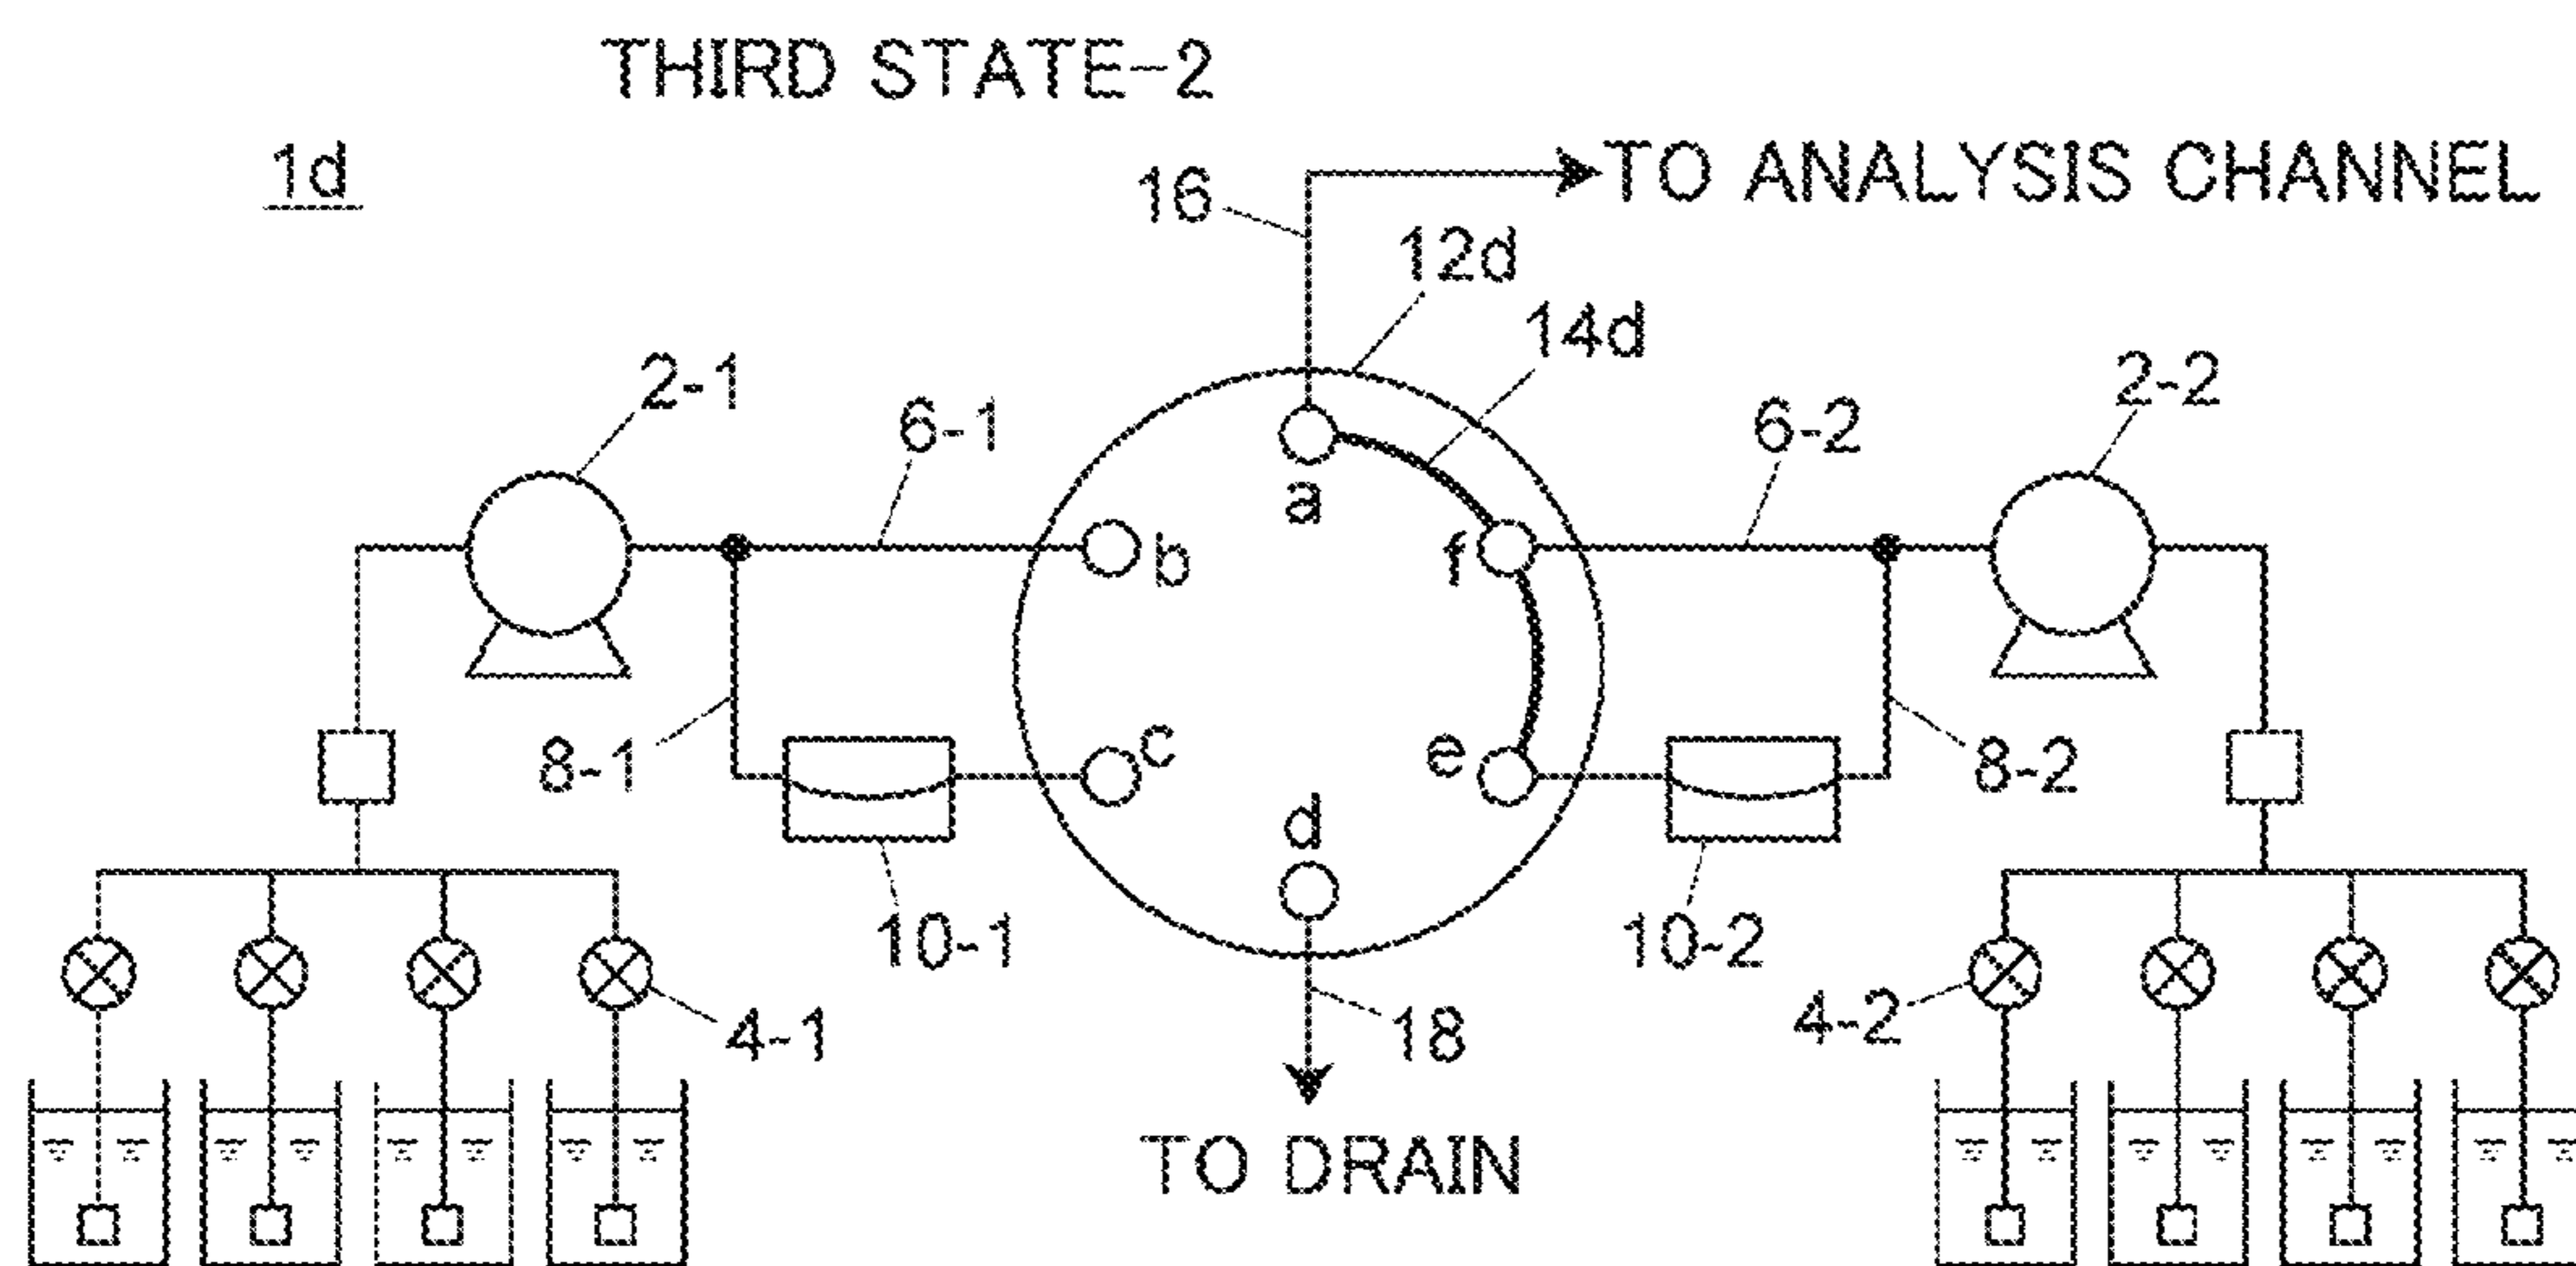 THIRD STATE-2
1d
16
TO ANALYSIS CHANNEL
12d
14d
2-1
6-1
6-2
2-2
a
b
f
8-1
c
e
8-2
d
10-1
10-2
4-1
18
4-2
TO DRAIN